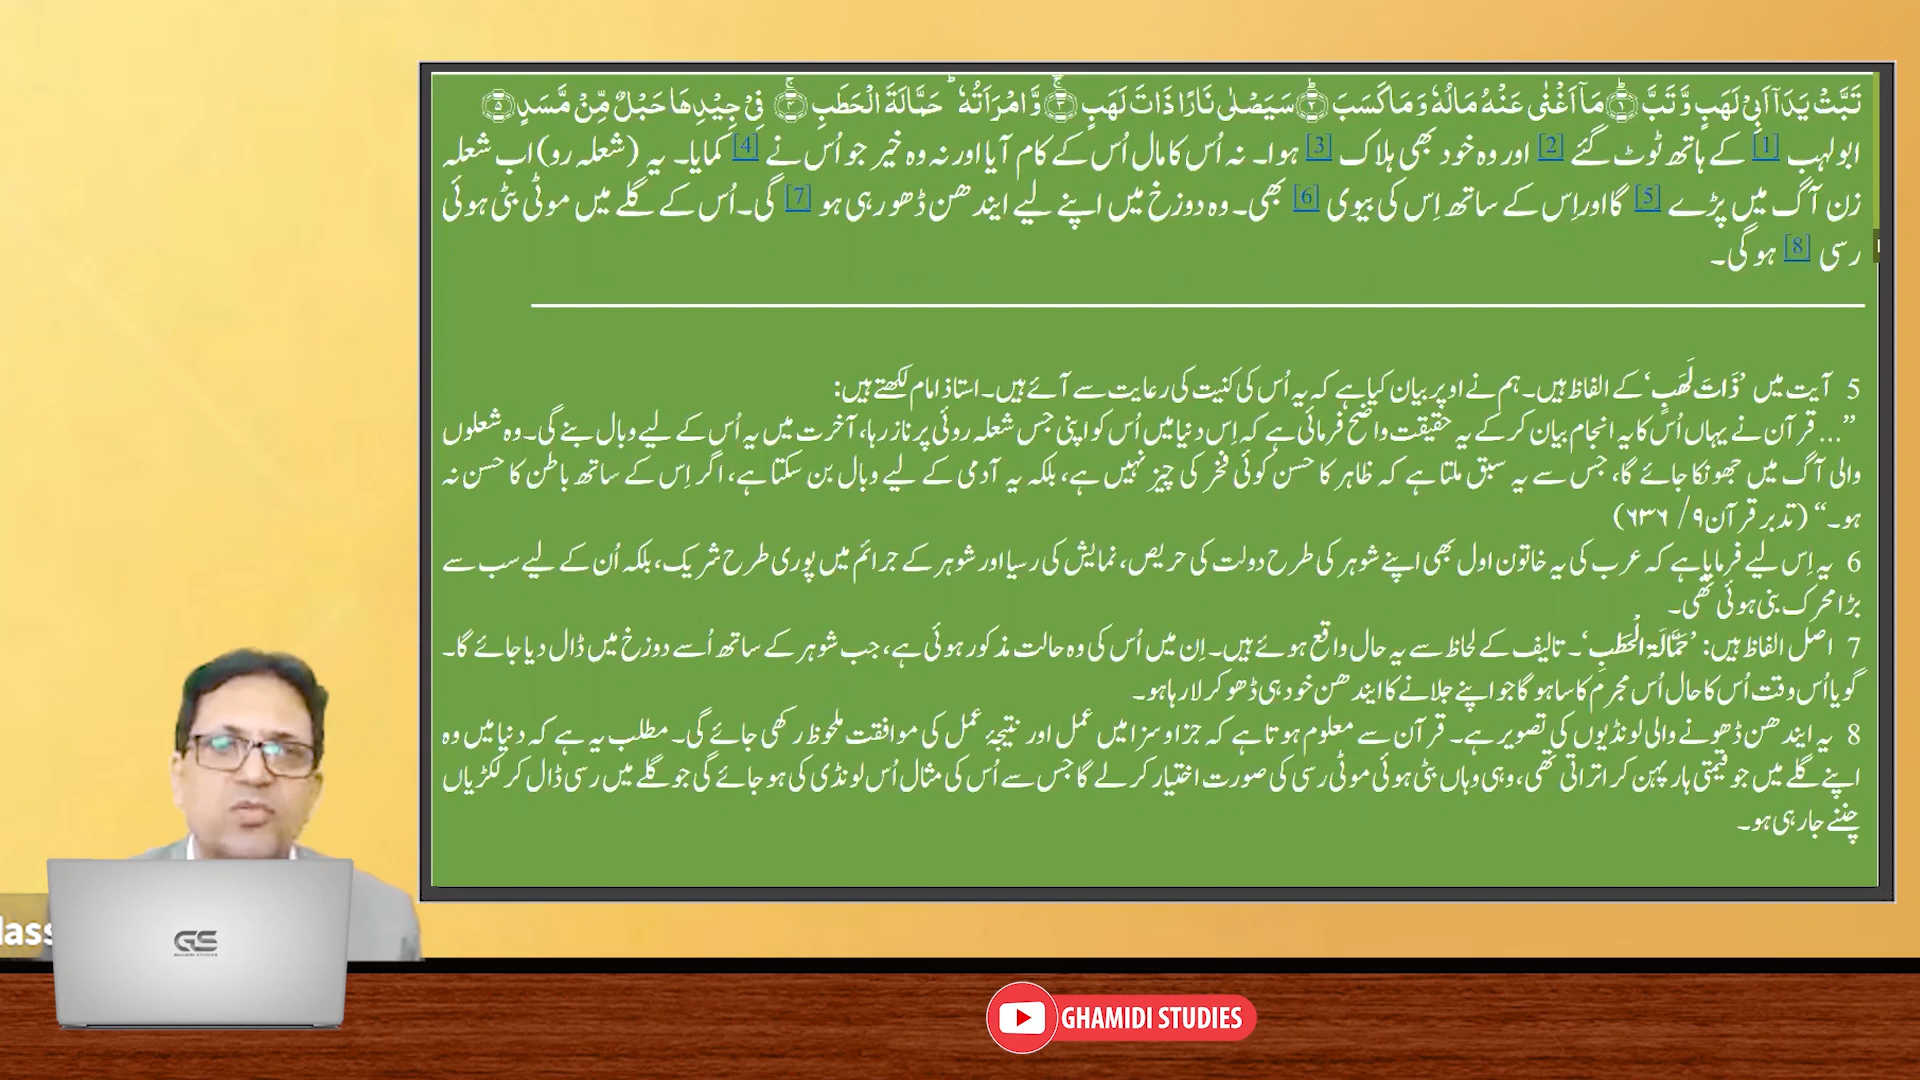 تَبَّتْ يَدَآ اَبِيْ لَهَبٍ وَّتَبَّ ﴿۱﴾ مَآ اَغْنٰى عَنْهُ مَالُهٗ وَمَا كَسَبَ ﴿۲﴾ سَيَصْلٰى نَارًا ذَاتَ لَهَبٍ ﴿۳﴾ وَّامْرَاَتُهٗ ؕ حَمَّالَةَ الْحَطَبِ ﴿۴﴾ فِيْ جِيْدِهَا حَبْلٌ مِّنْ مَّسَدٍ ﴿۵﴾
ابولہب [1] کے ہاتھ ٹوٹ گئے [2] اور وہ خود بھی ہلاک [3] ہوا۔ نہ اُس کا مال اُس کے کام آیا اور نہ وہ خیر جو اُس نے [4] کمایا۔ یہ (شعلہ رو) اب شعلہ
زن آگ میں پڑے [5] گا اور اِس کے ساتھ اِس کی بیوی [6] بھی۔ وہ دوزخ میں اپنے لیے ایندھن ڈھو رہی ہو [7] گی۔ اُس کے گلے میں موٹی بٹی ہوئی
رسی [8] ہو گی۔
5 آیت میں ’ذَاتَ لَهَبٍ‘ کے الفاظ ہیں۔ ہم نے اوپر بیان کیا ہے کہ یہ اُس کی کنیت کی رعایت سے آئے ہیں۔ استاذ امام لکھتے ہیں:
”... قرآن نے یہاں اُس کا یہ انجام بیان کر کے یہ حقیقت واضح فرمائی ہے کہ اِس دنیا میں اُس کو اپنی جس شعلہ روئی پر ناز رہا، آخرت میں یہ اُس کے لیے وبال بنے گی۔ وہ شعلوں
والی آگ میں جھونکا جائے گا، جس سے یہ سبق ملتا ہے کہ ظاہر کا حسن کوئی فخر کی چیز نہیں ہے، بلکہ یہ آدمی کے لیے وبال بن سکتا ہے، اگر اِس کے ساتھ باطن کا حسن نہ
ہو۔“ (تدبر قرآن ۹/ ۶۳۶)
6 یہ اِس لیے فرمایا ہے کہ عرب کی یہ خاتون اول بھی اپنے شوہر کی طرح دولت کی حریص، نمایش کی رسیا اور شوہر کے جرائم میں پوری طرح شریک، بلکہ اُن کے لیے سب سے
بڑا محرک بنی ہوئی تھی۔
7 اصل الفاظ ہیں: ’حَمَّالَةَ الْحَطَبِ‘۔ تالیف کے لحاظ سے یہ حال واقع ہوئے ہیں۔ اِن میں اُس کی وہ حالت مذکور ہوئی ہے، جب شوہر کے ساتھ اُسے دوزخ میں ڈال دیا جائے گا۔
گویا اُس وقت اُس کا حال اُس مجرم کا سا ہو گا جو اپنے جلانے کا ایندھن خود ہی ڈھو کر لا رہا ہو۔
8 یہ ایندھن ڈھونے والی لونڈیوں کی تصویر ہے۔ قرآن سے معلوم ہوتا ہے کہ جزا و سزا میں عمل اور نتیجۂ عمل کی موافقت ملحوظ رکھی جائے گی۔ مطلب یہ ہے کہ دنیا میں وہ
اپنے گلے میں جو قیمتی ہار پہن کر اتراتی تھی، وہی وہاں بٹی ہوئی موٹی رسی کی صورت اختیار کر لے گا جس سے اُس کی مثال اُس لونڈی کی ہو جائے گی جو گلے میں رسی ڈال کر لکڑیاں
چننے جا رہی ہو۔
GS
GHAMIDI STUDIES